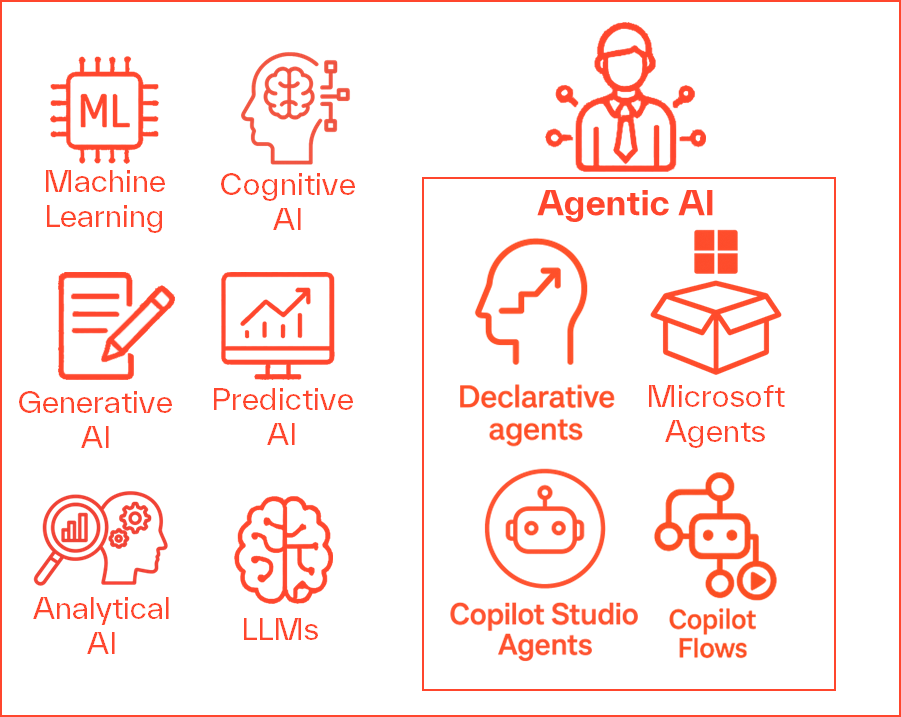 ML
Machine
Learning
Cognitive
AI
Generative
AI
Predictive
AI
Analytical
AI
LLMs
Agentic AI
Declarative
agents
Microsoft
Agents
Copilot Studio
Agents
Copilot
Flows